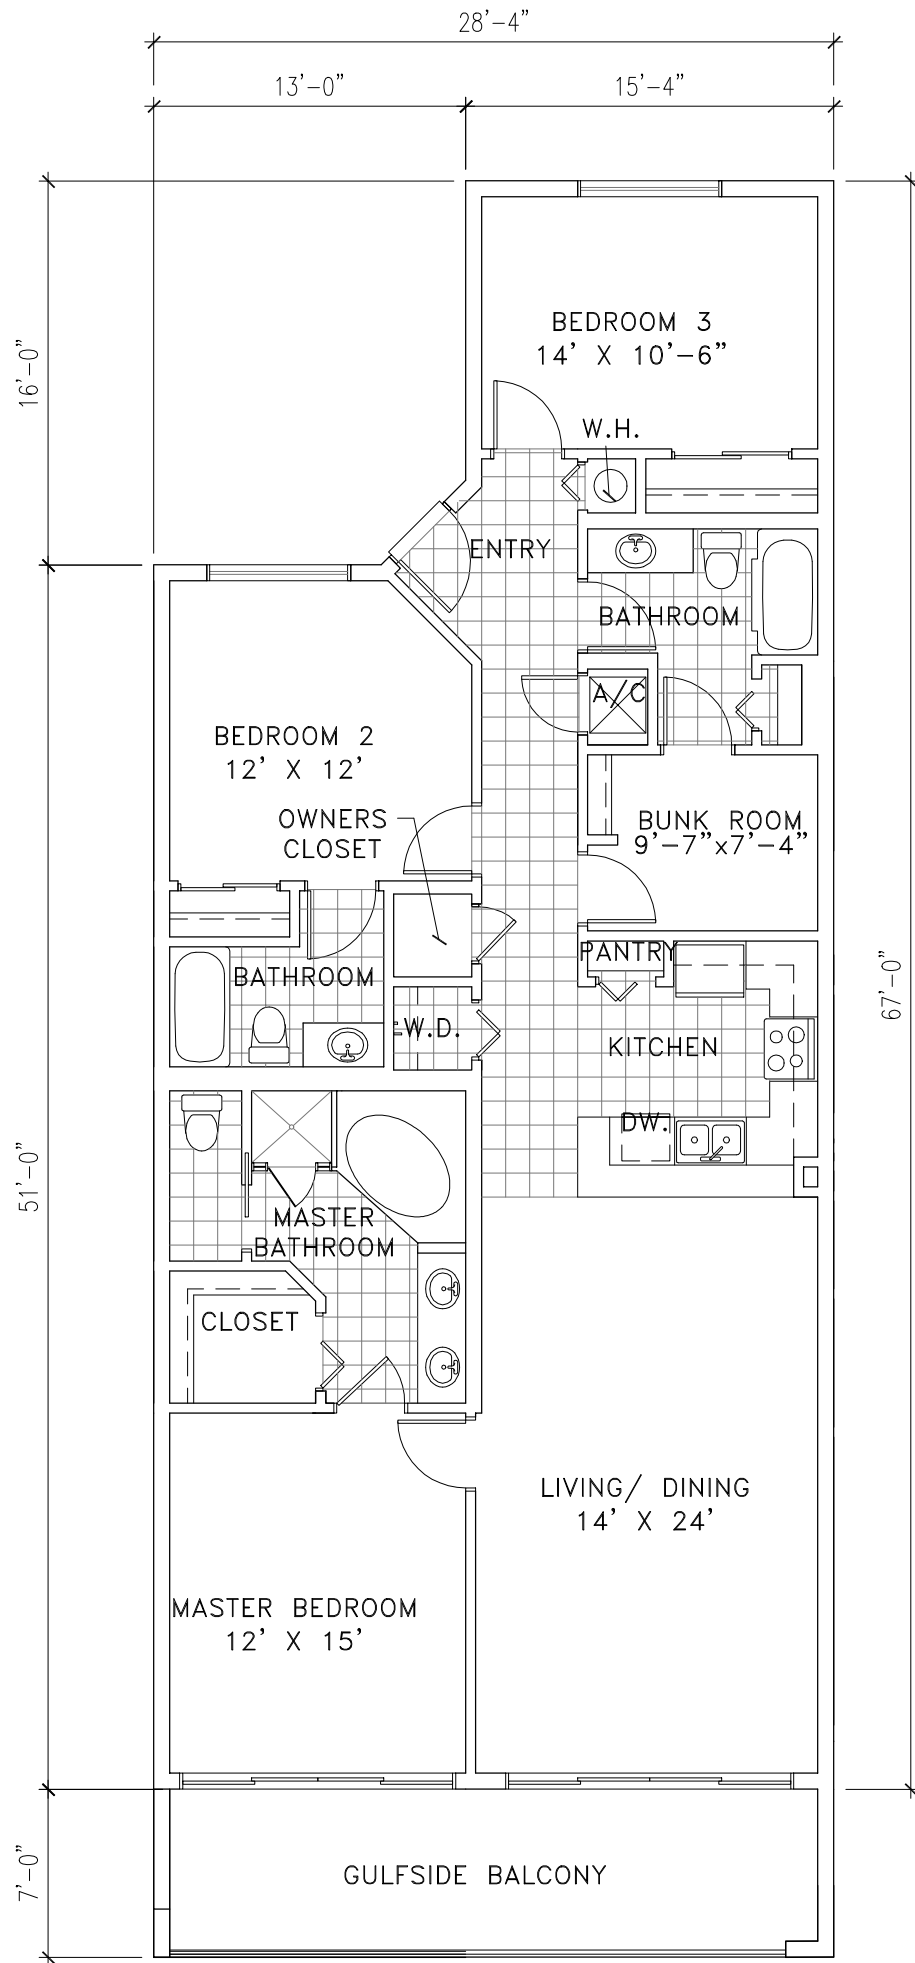 28'-4"
13'-0"
15'-4"
16'-0"
BEDROOM 3
14' X 10'-6"
W.H.
ENTRY
BATHROOM
A/C
BEDROOM 2
12' X 12'
OWNERS
CLOSET
BUNK ROOM
9'-7"x7'-4"
PANTRY
BATHROOM
67'-0"
W.D.
KITCHEN
DW.
51'-0"
MASTER
BATHROOM
CLOSET
LIVING/ DINING
14' X 24'
MASTER BEDROOM
12' X 15'
7'-0"
GULFSIDE BALCONY